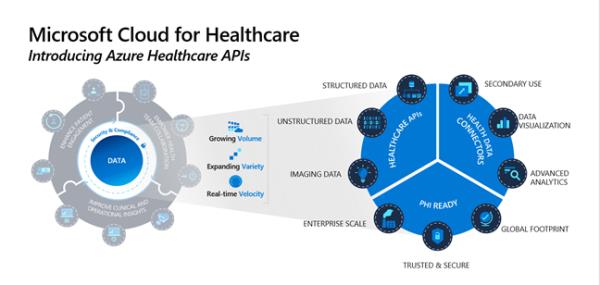 Microsoft Cloud for Healthcare
Introducing Azure Healthcare APIs
ENHANCE PATIENT
ENGAGEMENT
EMPOWER HEALTH
TEAM COLLABORATION
IMPROVE CLINICAL AND
OPERATIONAL INSIGHTS
Security & Compliance
DATA
Growing Volume
Expanding Variety
Real-time Velocity
STRUCTURED DATA
UNSTRUCTURED DATA
IMAGING DATA
ENTERPRISE SCALE
TRUSTED & SECURE
GLOBAL FOOTPRINT
ADVANCED
ANALYTICS
DATA
VISUALIZATION
SECONDARY USE
HEALTHCARE APIs
HEALTH DATA
CONNECTORS
PHI READY